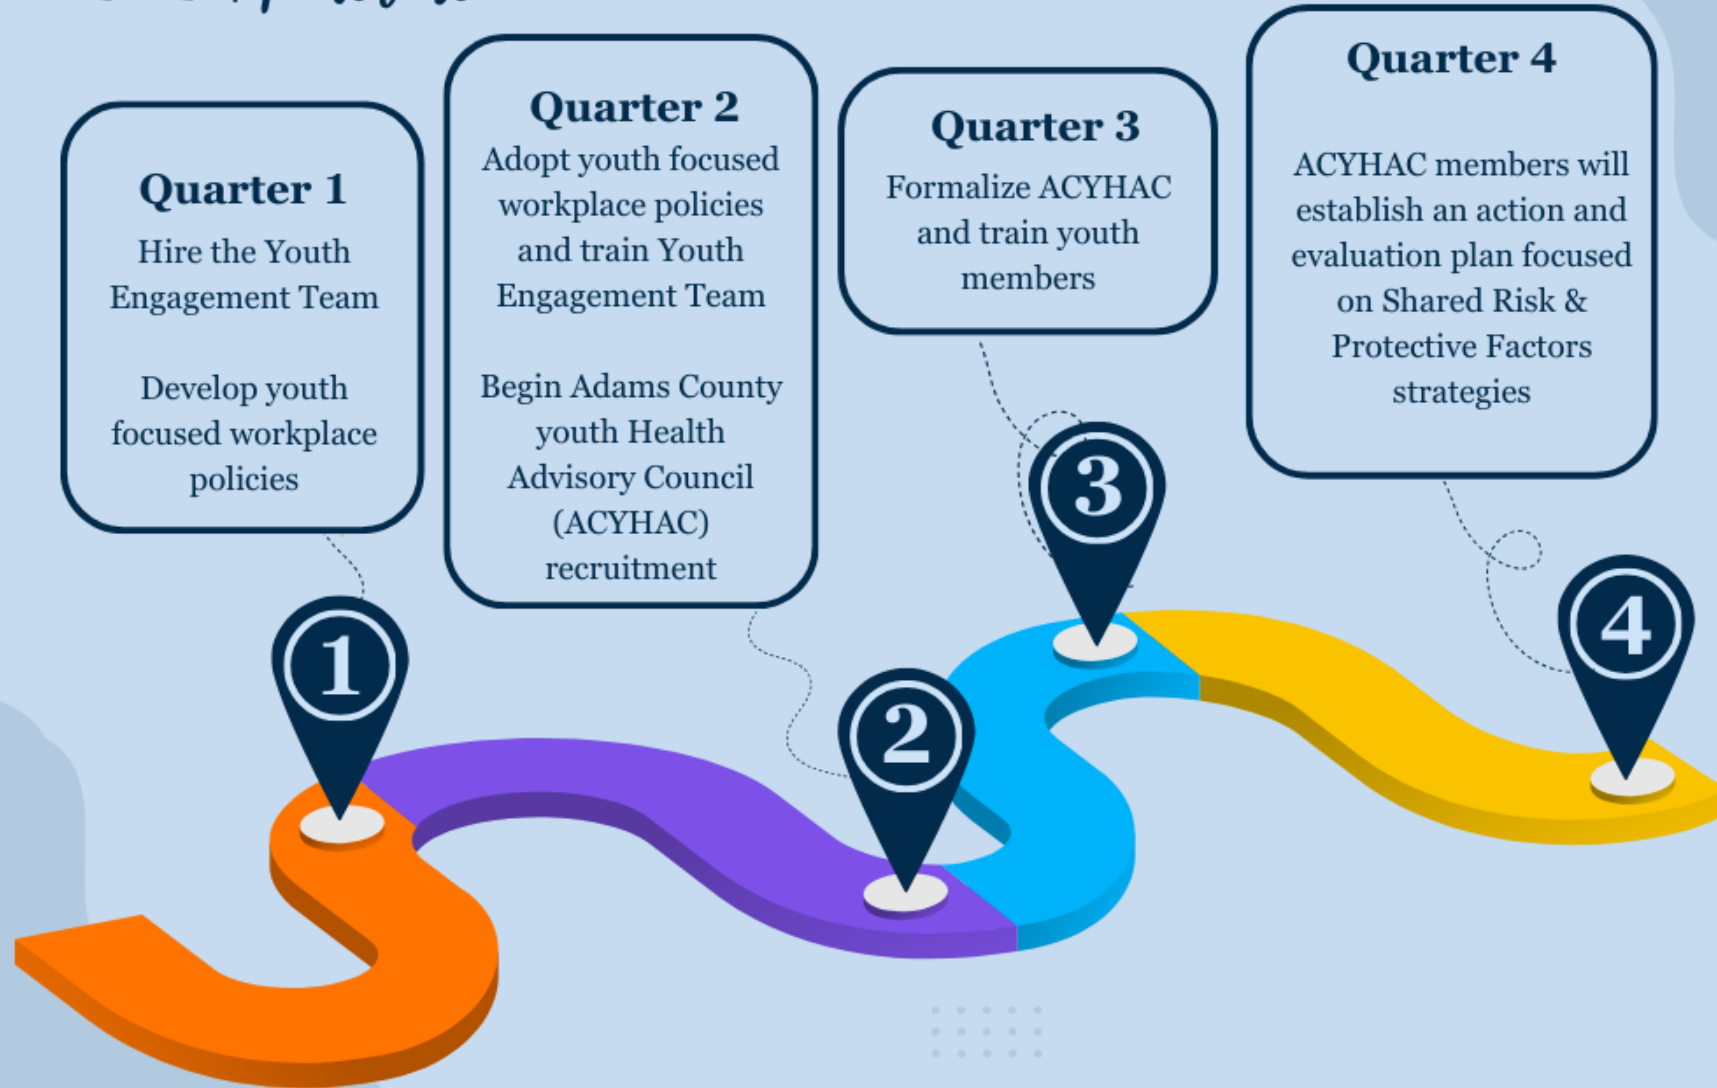 Quarter 1
Hire the Youth
Engagement Team
Develop youth
focused workplace
policies
Quarter 2
Adopt youth focused
workplace policies
and train Youth
Engagement Team
Begin Adams County
youth Health
Advisory Council
(ACYHAC)
recruitment
Quarter 3
Formalize ACYHAC
and train youth
members
Quarter 4
ACYHAC members will
establish an action and
evaluation plan focused
on Shared Risk &
Protective Factors
strategies
1
2
3
4